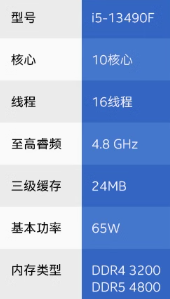 型号 i5-13490F
核心 10核心
线程 16线程
至高睿频 4.8 GHz
三级缓存 24MB
基本功率 65W
内存类型 DDR4 3200
DDR5 4800